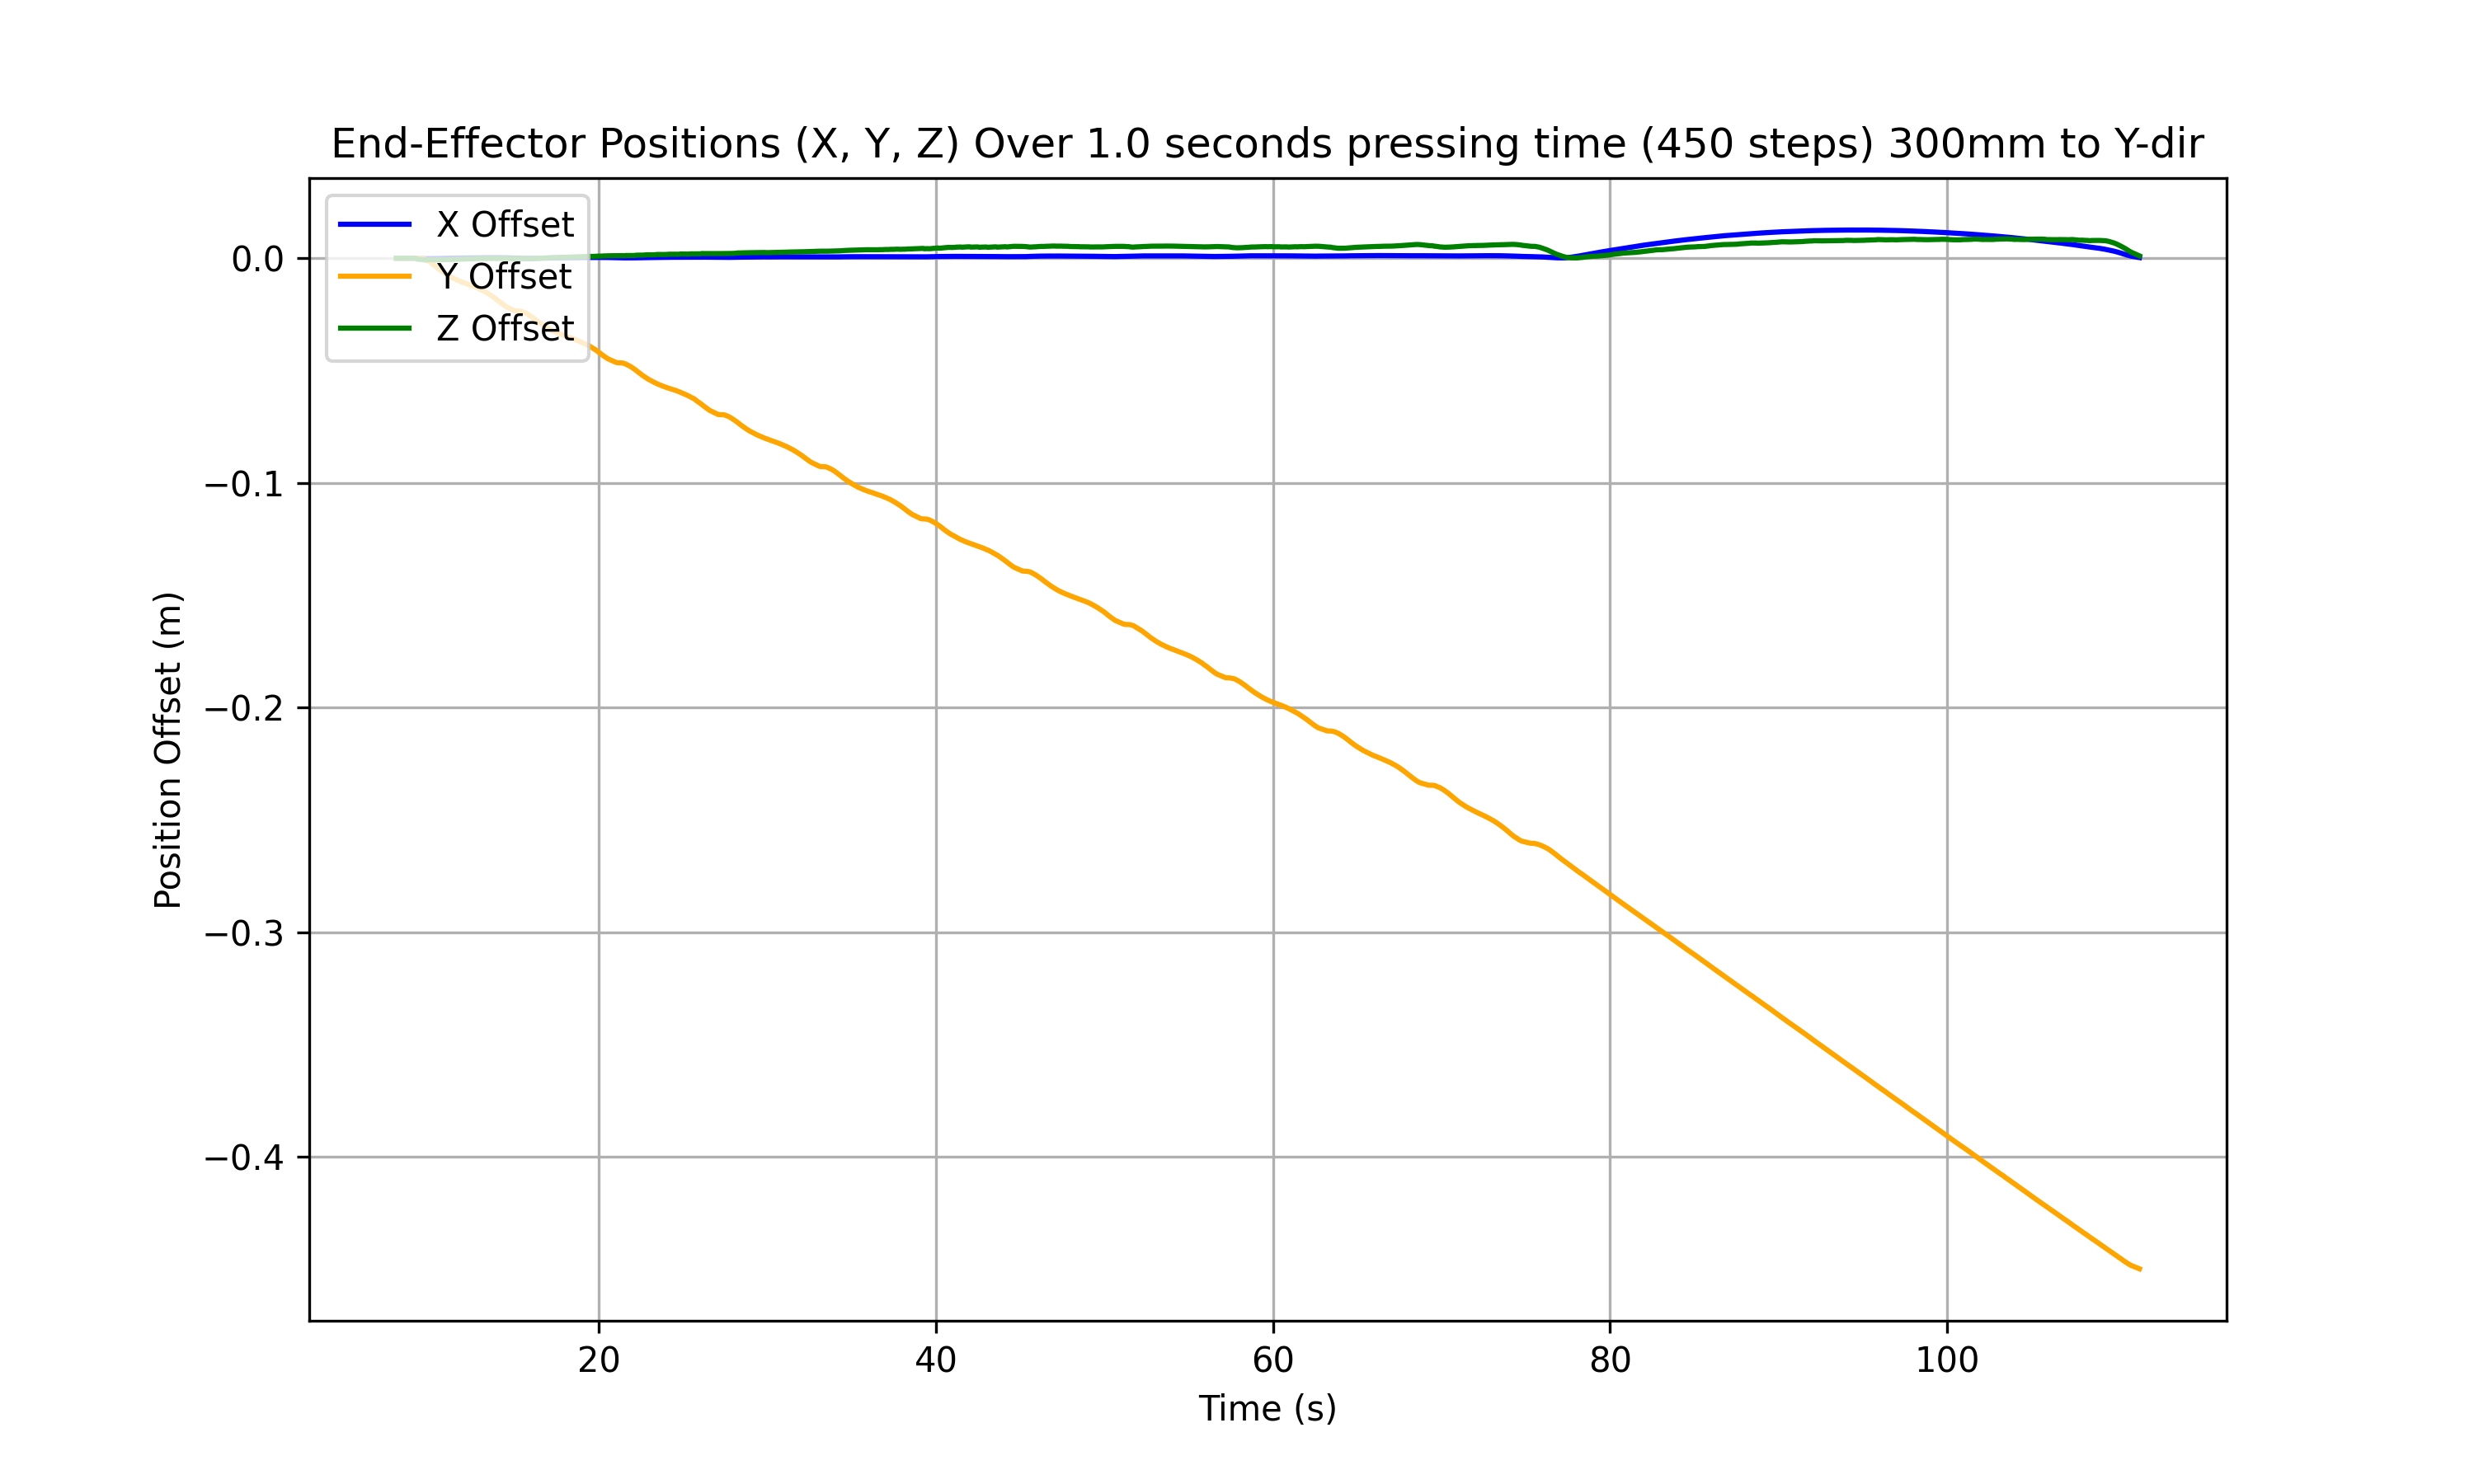 End-Effector Positions (X, Y, Z) Over 1.0 seconds pressing time (450 steps) 300mm to Y-dir
X Offset
Y Offset
Z Offset
0.0
−0.1
−0.2
−0.3
−0.4
Position Offset (m)
20 40 60 80 100
Time (s)